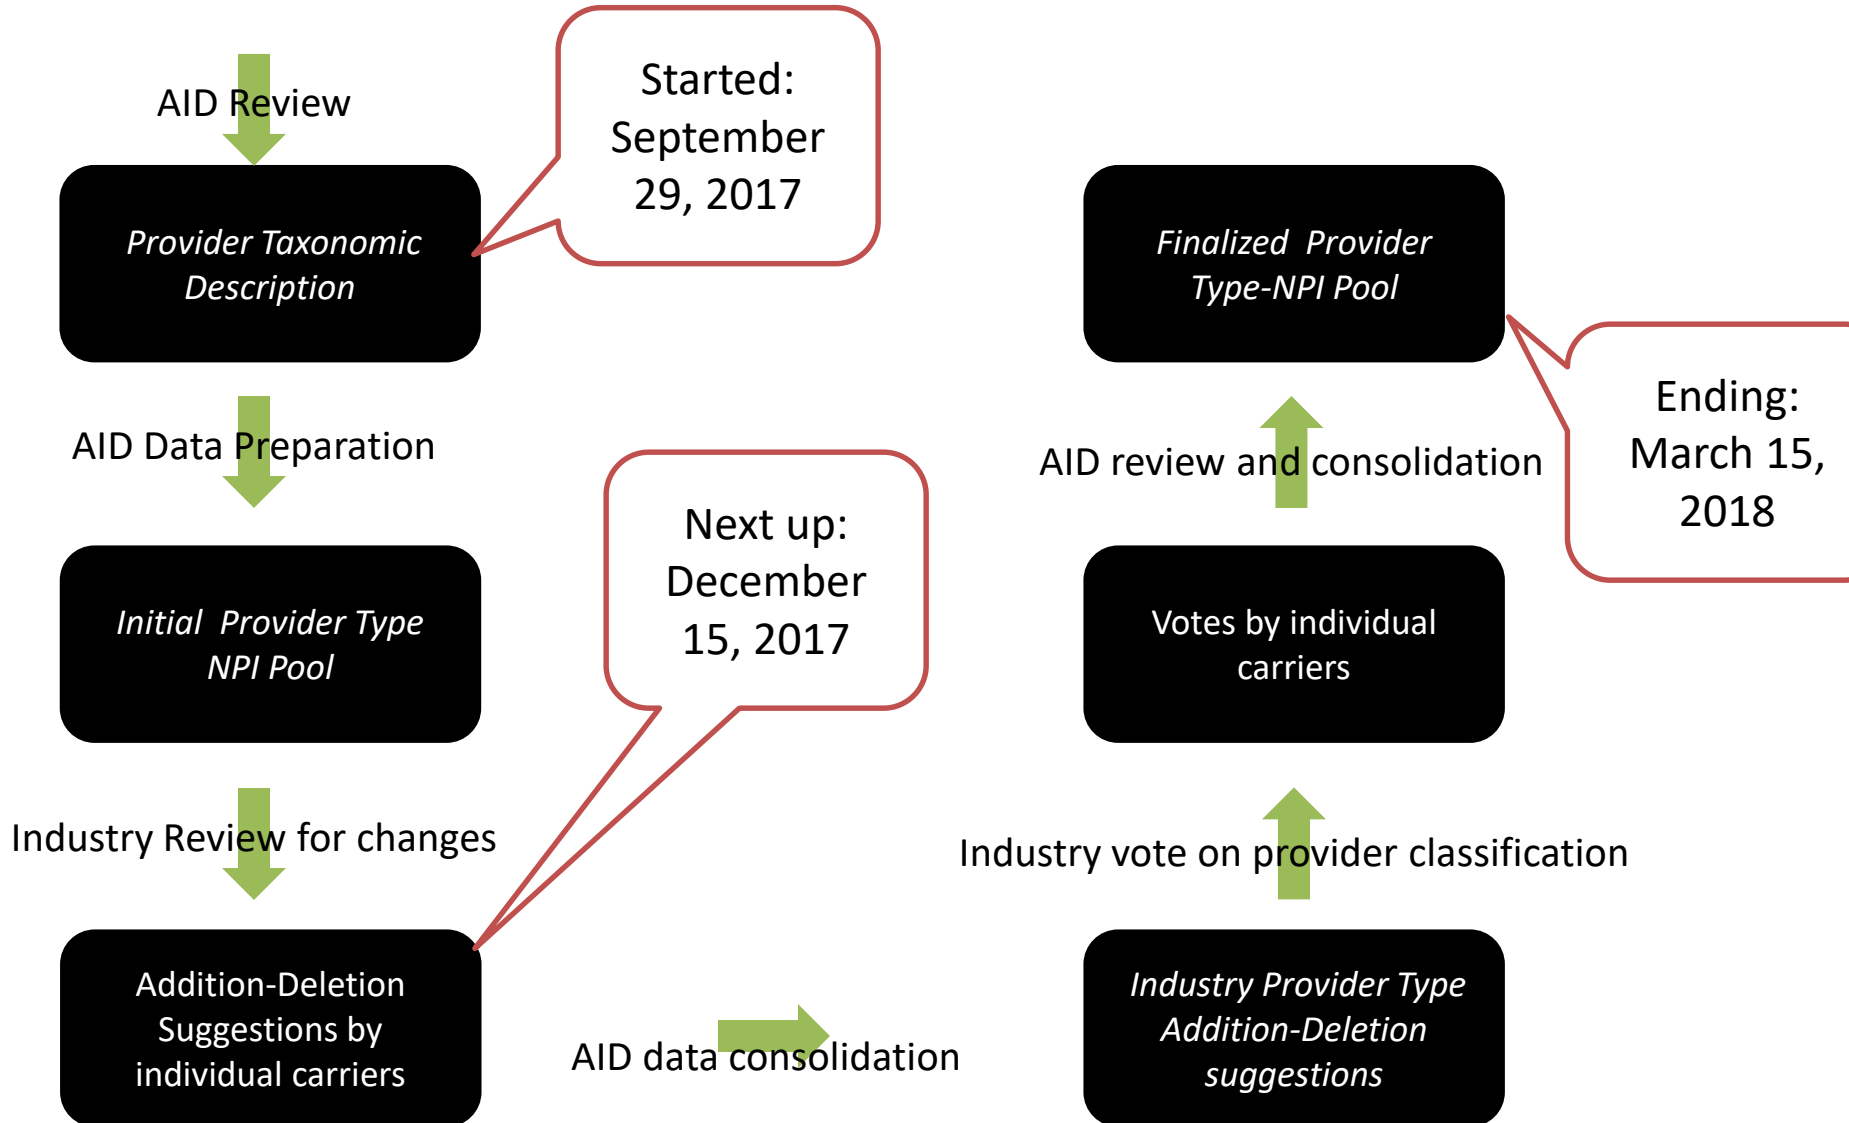 AID Review
Started:
September
29, 2017
Provider Taxonomic
Description
AID Data Preparation
Initial  Provider Type
NPI Pool
Next up:
December
15, 2017
Industry Review for changes
Addition-Deletion
Suggestions by
individual carriers
AID data consolidation
Industry Provider Type
Addition-Deletion
suggestions
Industry vote on provider classification
Votes by individual
carriers
AID review and consolidation
Finalized  Provider
Type-NPI Pool
Ending:
March 15,
2018